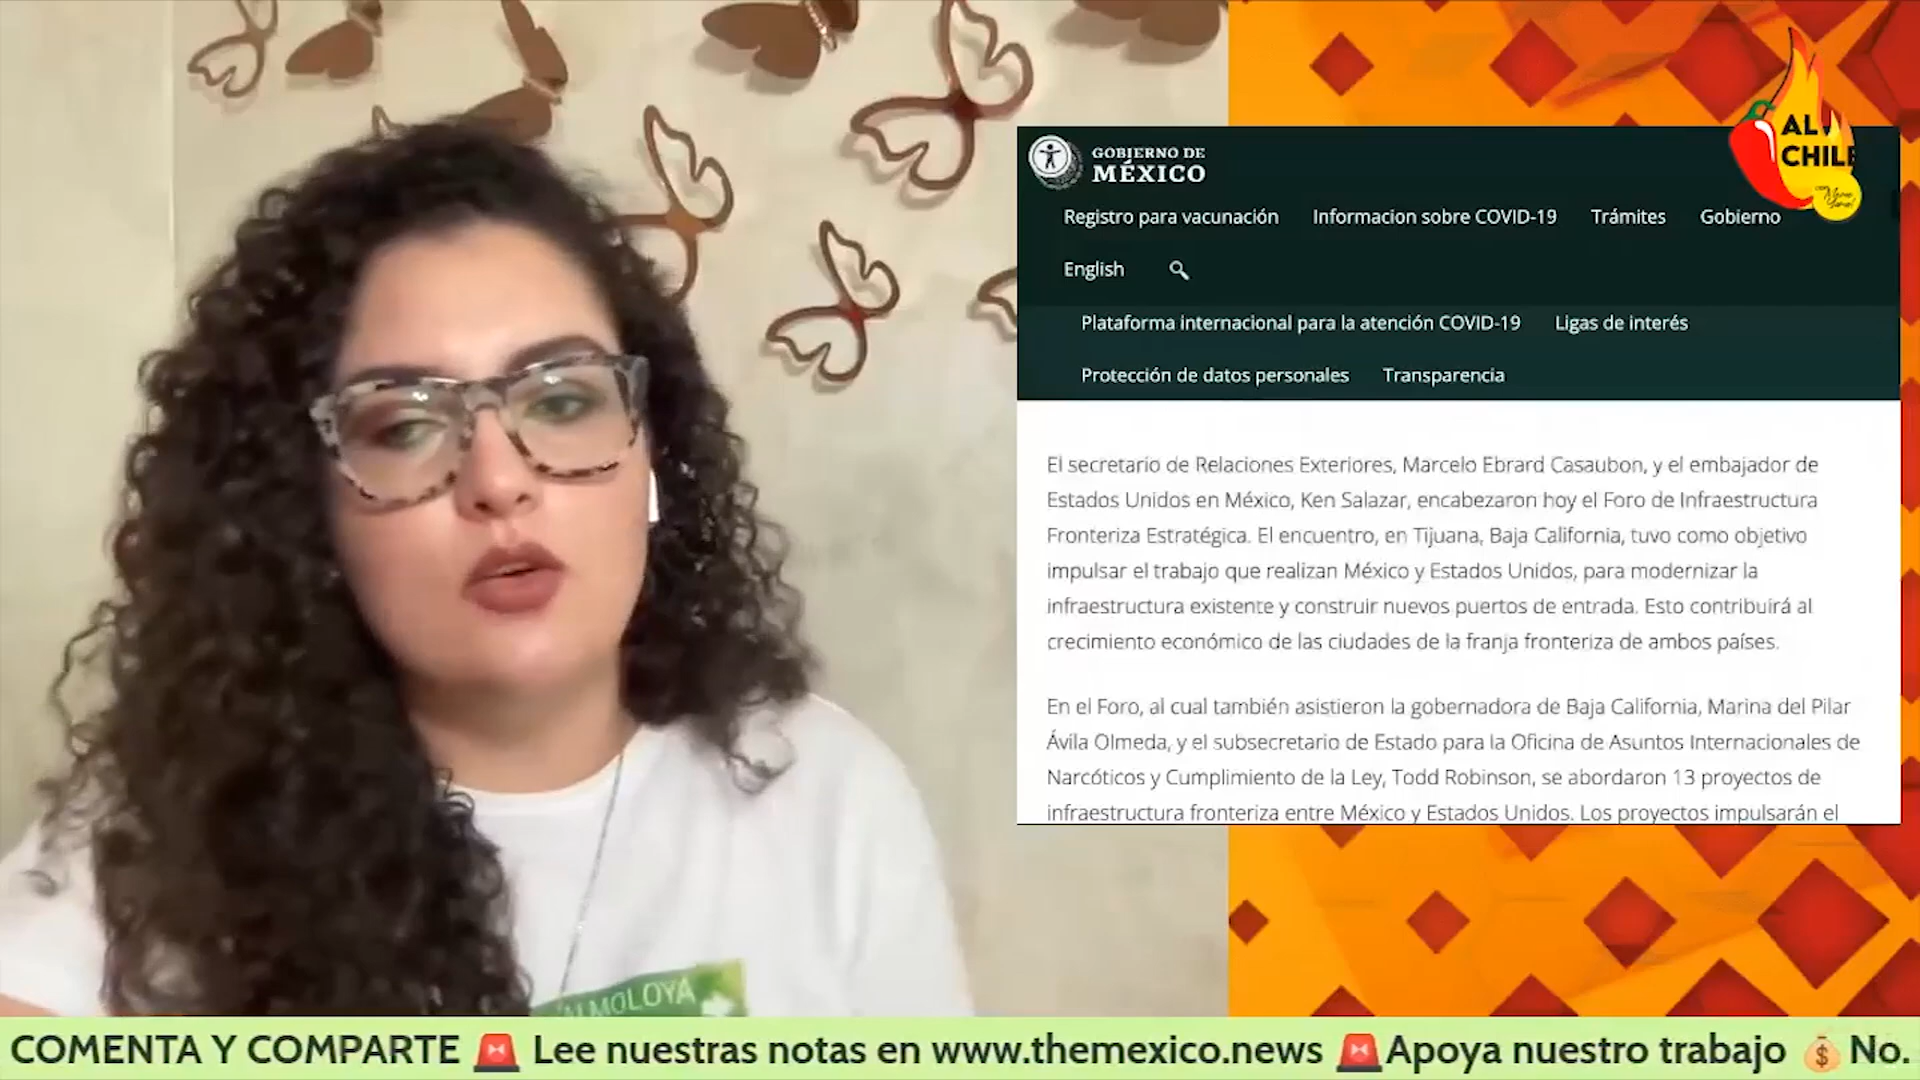 GOBIERNO DE
MÉXICO
AL
CHILE
Registro para vacunación Informacion sobre COVID-19 Trámites Gobierno
English
Plataforma internacional para la atención COVID-19 Ligas de interés
Protección de datos personales Transparencia
El secretario de Relaciones Exteriores, Marcelo Ebrard Casaubon, y el embajador de
Estados Unidos en México, Ken Salazar, encabezaron hoy el Foro de Infraestructura
Fronteriza Estratégica. El encuentro, en Tijuana, Baja California, tuvo como objetivo
impulsar el trabajo que realizan México y Estados Unidos, para modernizar la
infraestructura existente y construir nuevos puertos de entrada. Esto contribuirá al
crecimiento económico de las ciudades de la franja fronteriza de ambos países.
En el Foro, al cual también asistieron la gobernadora de Baja California, Marina del Pilar
Ávila Olmeda, y el subsecretario de Estado para la Oficina de Asuntos Internacionales de
Narcóticos y Cumplimiento de la Ley, Todd Robinson, se abordaron 13 proyectos de
infraestructura fronteriza entre México y Estados Unidos. Los proyectos impulsarán el
ALMOLOYA
COMENTA Y COMPARTE 🚨 Lee nuestras notas en www.themexico.news 🚨Apoya nuestro trabajo 💰No.